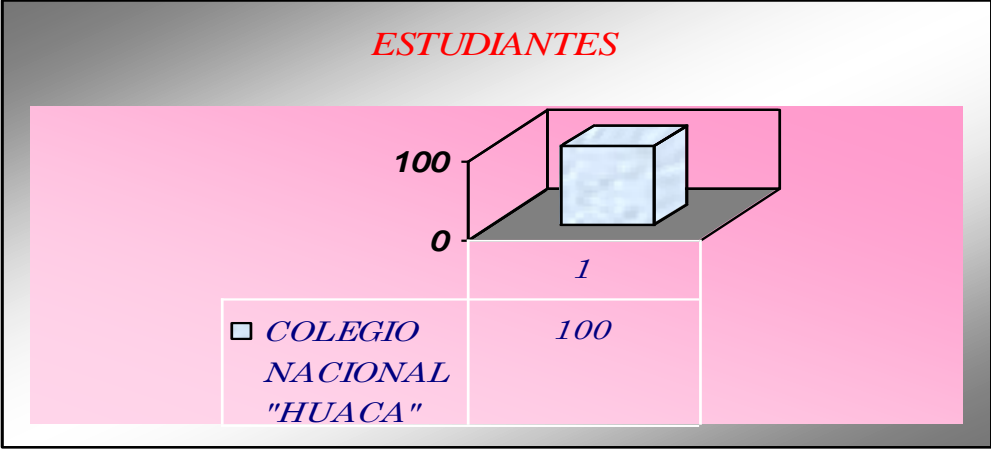 ESTUDIANTES
100
0
1
COLEGIO 100
NACIONAL
"HUACA"